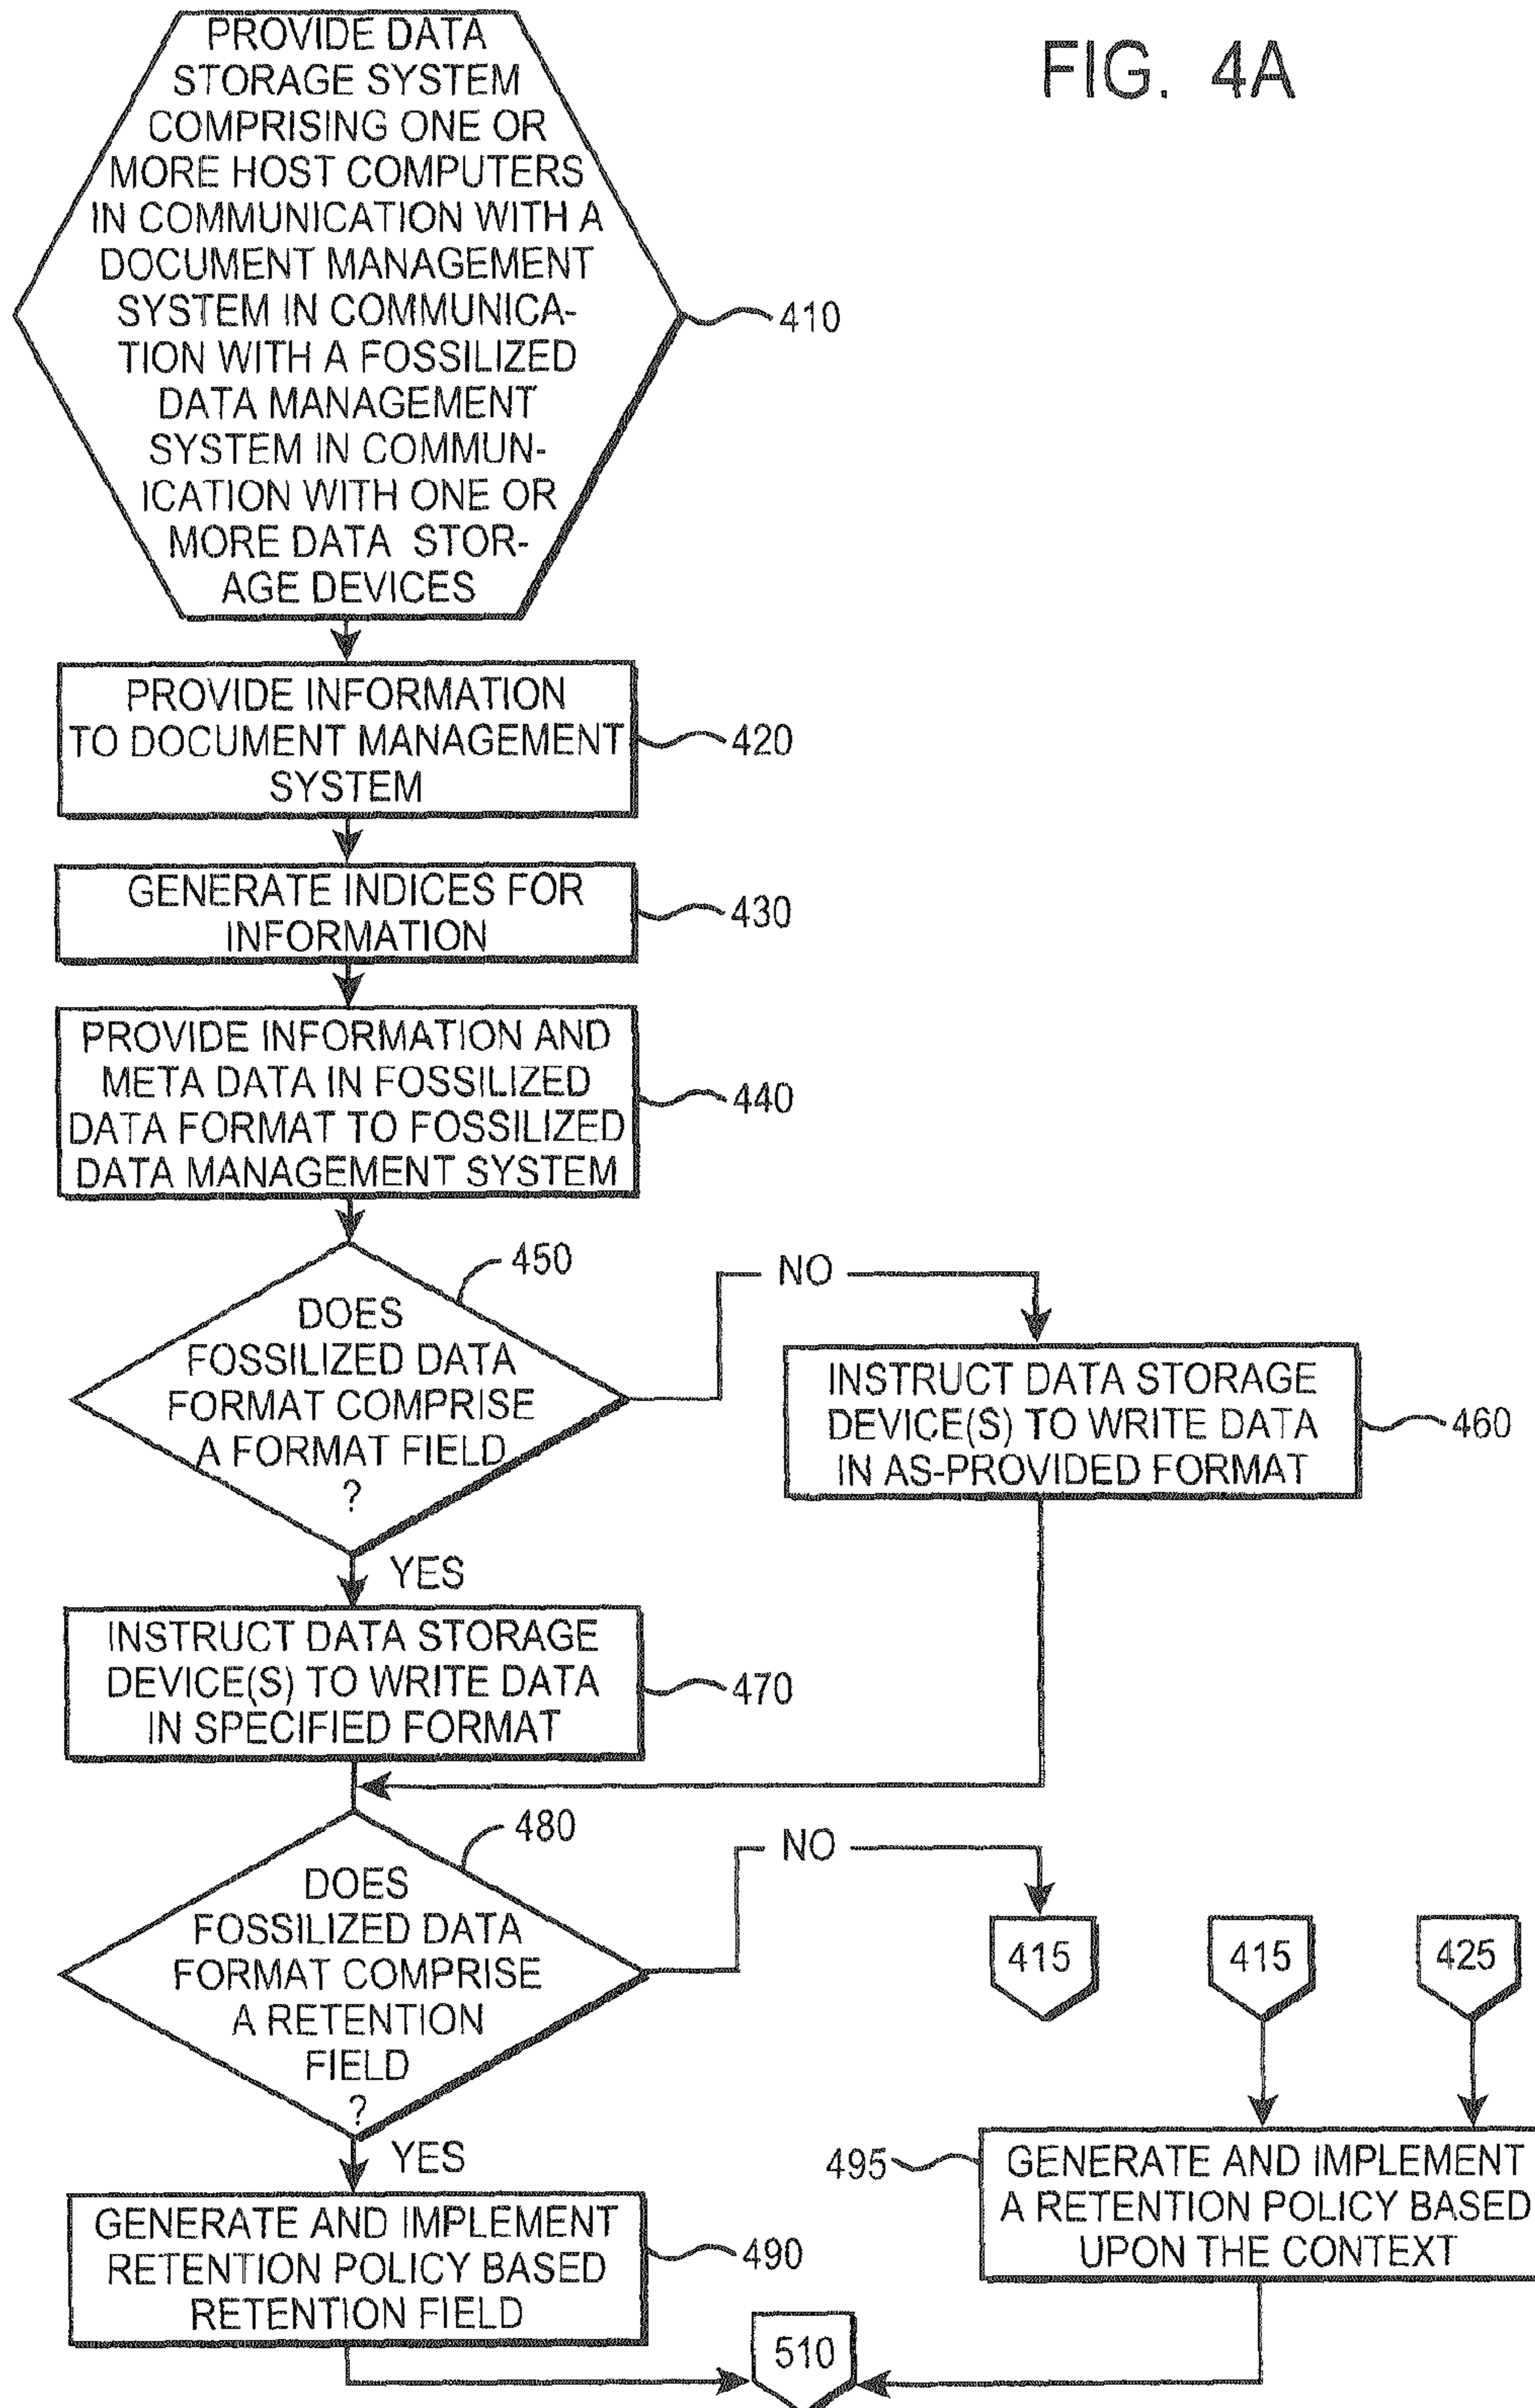 FIG. 4A
PROVIDE DATA
STORAGE SYSTEM
COMPRISING ONE OR
MORE HOST COMPUTERS
IN COMMUNICATION WITH A
DOCUMENT MANAGEMENT
SYSTEM IN COMMUNICA-
TION WITH A FOSSILIZED
DATA MANAGEMENT
SYSTEM IN COMMUN-
ICATION WITH ONE OR
MORE DATA STOR-
AGE DEVICES
410
PROVIDE INFORMATION
TO DOCUMENT MANAGEMENT
SYSTEM
420
GENERATE INDICES FOR
INFORMATION
430
PROVIDE INFORMATION AND
META DATA IN FOSSILIZED
DATA FORMAT TO FOSSILIZED
DATA MANAGEMENT SYSTEM
440
450
DOES
FOSSILIZED DATA
FORMAT COMPRISE
A FORMAT FIELD
?
NO
INSTRUCT DATA STORAGE
DEVICE(S) TO WRITE DATA
IN AS-PROVIDED FORMAT
460
YES
INSTRUCT DATA STORAGE
DEVICE(S) TO WRITE DATA
IN SPECIFIED FORMAT
470
480
DOES
FOSSILIZED DATA
FORMAT COMPRISE
A RETENTION
FIELD
?
NO
415
415
425
YES
GENERATE AND IMPLEMENT
RETENTION POLICY BASED
RETENTION FIELD
490
495
GENERATE AND IMPLEMENT
A RETENTION POLICY BASED
UPON THE CONTEXT
510